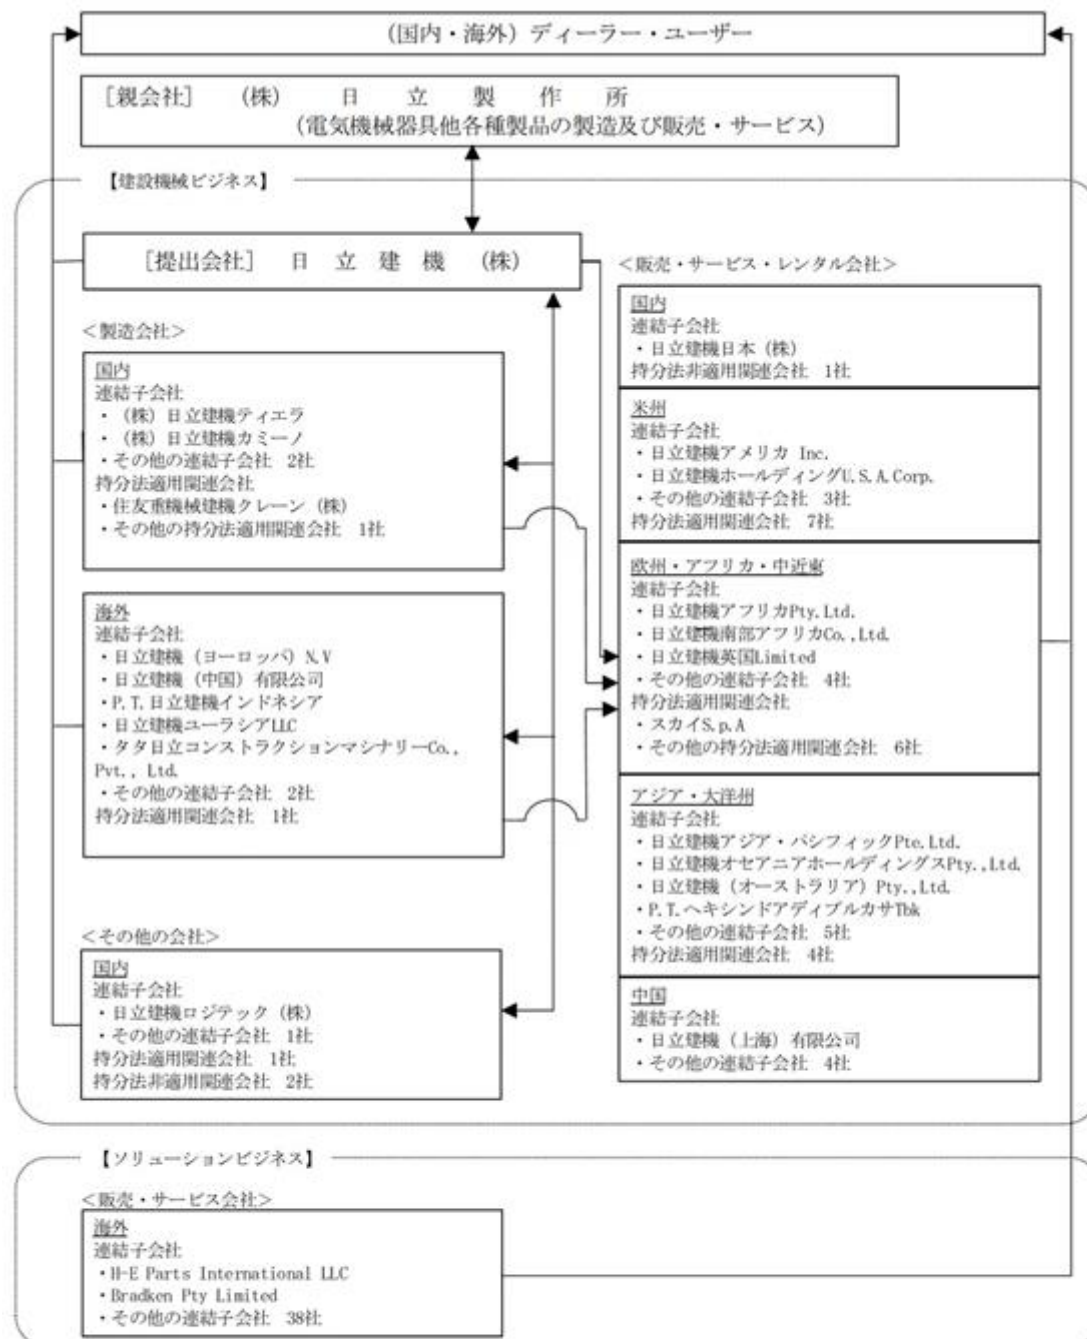 (国内・海外) ディーラー・ユーザー
[親会社] (株) 日 立 製 作 所
(電気機械器具他各種製品の製造及び販売・サービス)
【建設機械ビジネス】
[提出会社] 日 立 建 機 (株)
<製造会社>
国内
連結子会社
・(株)日立建機ティエラ
・(株)日立建機カミーノ
・その他の連結子会社 2社
持分法適用関連会社
・住友重機械建機クレーン(株)
・その他の持分法適用関連会社 1社
海外
連結子会社
・日立建機(ヨーロッパ)N.V
・日立建機(中国)有限公司
・P.T.日立建機インドネシア
・日立建機ユーラシアLLC
・タタ日立コンストラクションマシナリーCo.,
Pvt., Ltd.
・その他の連結子会社 2社
持分法適用関連会社 1社
<その他の会社>
国内
連結子会社
・日立建機ロジテック(株)
・その他の連結子会社 1社
持分法適用関連会社 1社
持分法非適用関連会社 2社
<販売・サービス・レンタル会社>
国内
連結子会社
・日立建機日本(株)
持分法非適用関連会社 1社
米州
連結子会社
・日立建機アメリカ Inc.
・日立建機ホールディングU.S.A.Corp.
・その他の連結子会社 3社
持分法適用関連会社 7社
欧州・アフリカ・中近東
連結子会社
・日立建機アフリカPty.Ltd.
・日立建機南部アフリカCo.,Ltd.
・日立建機英国Limited
・その他の連結子会社 4社
持分法適用関連会社
・スカイS.p.A
・その他の持分法適用関連会社 6社
アジア・大洋州
連結子会社
・日立建機アジア・パシフィックPte.Ltd.
・日立建機オセアニアホールディングスPty.,Ltd.
・日立建機(オーストラリア)Pty.,Ltd.
・P.T.ヘキシンドアディプルカサTbk
・その他の連結子会社 5社
持分法適用関連会社 4社
中国
連結子会社
・日立建機(上海)有限公司
・その他の連結子会社 4社
【ソリューションビジネス】
<販売・サービス会社>
海外
連結子会社
・H-E Parts International LLC
・Bradken Pty Limited
・その他の連結子会社 38社